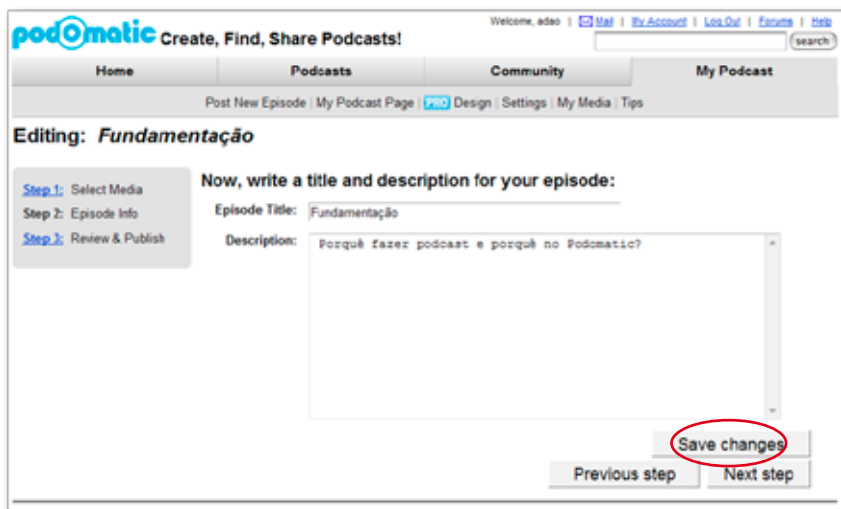 Welcome, adao | Mail | My Account | Log Out | Forums | Help
podOmatic Create, Find, Share Podcasts!
search
Home Podcasts Community My Podcast
Post New Episode | My Podcast Page | PRO Design | Settings | My Media | Tips
Editing: Fundamentação
Step 1: Select Media
Step 2: Episode Info
Step 3: Review & Publish
Now, write a title and description for your episode:
Episode Title: Fundamentação
Description: Porquê fazer podcast e porquê no Podomatic?
Save changes
Previous step Next step